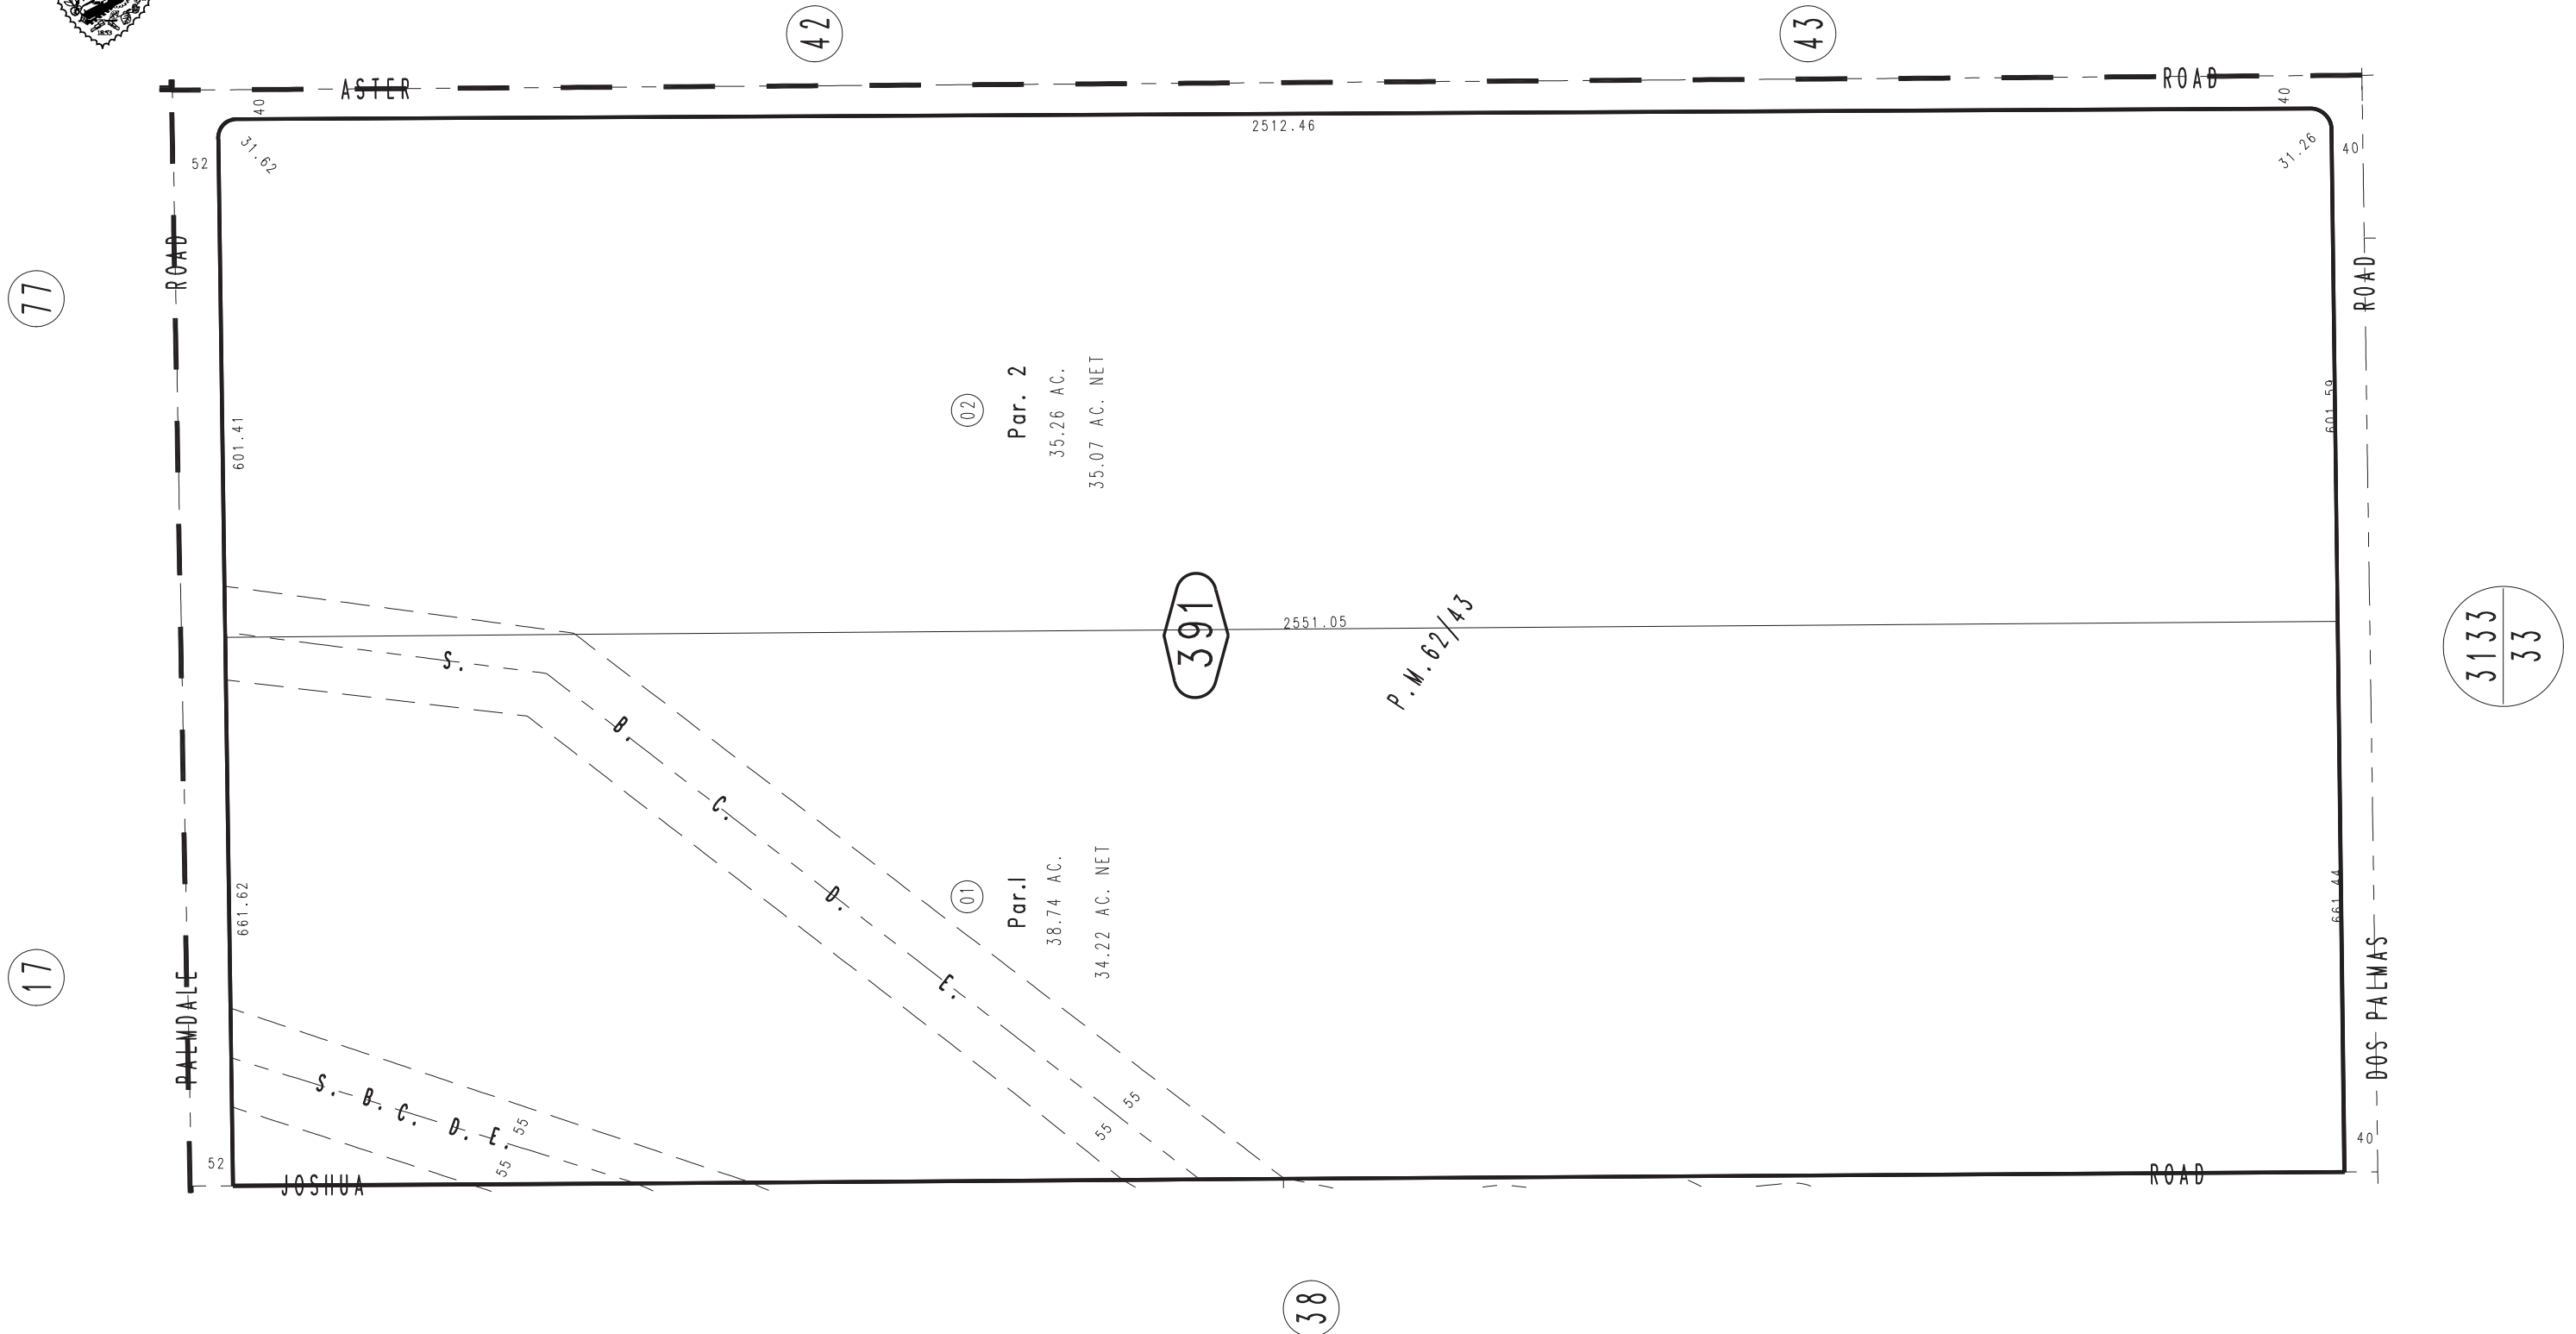 1853
42
43
ASTER
ROAD
40
40
2512.46
31.62
31.26
52
40
ROAD
ROAD
77
601.41
02
Par. 2
35.26 AC.
35.07 AC. NET
601.59
391
2551.05
P.M. 62/43
3133
33
S. B. C. D. E.
661.62
01
Par.1
38.74 AC.
34.22 AC. NET
661.44
17
PALMDALE
DOS PALMAS
S. B. C. D. E.
55
55
55
55
52
40
JOSHUA
ROAD
38